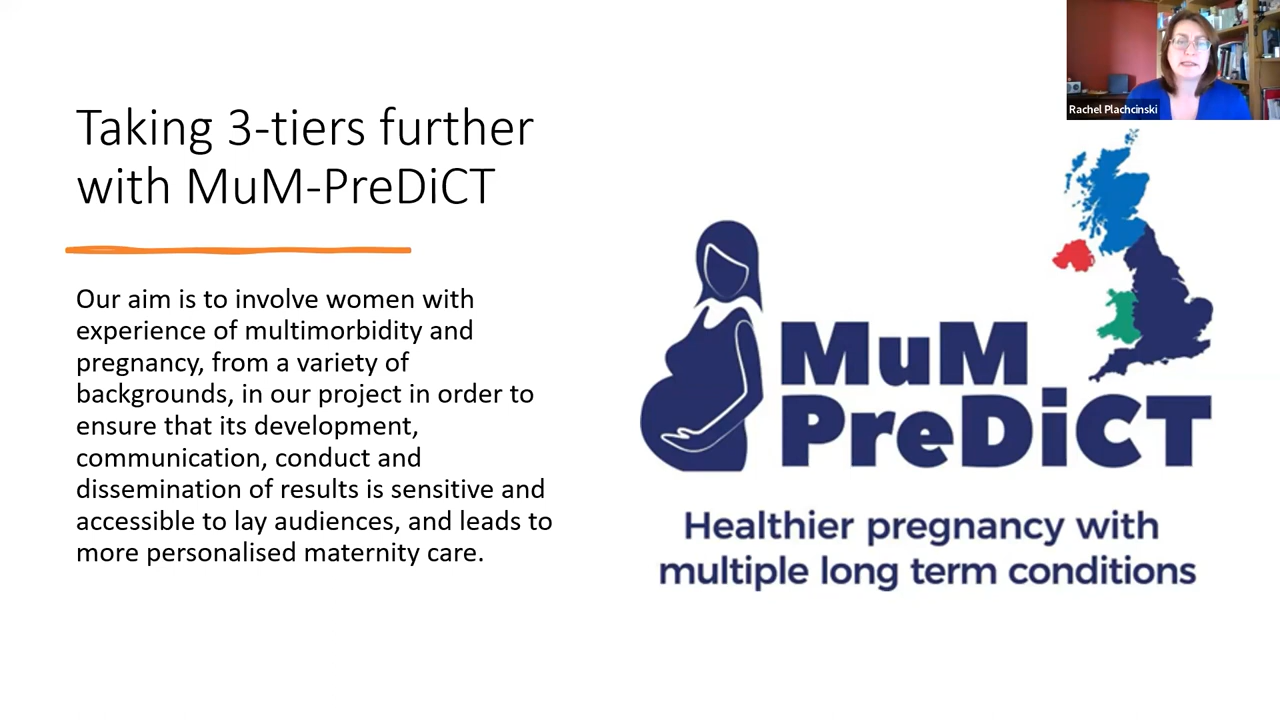 Rachel Plachcinski
Taking 3-tiers further
with MuM-PreDiCT
Our aim is to involve women with
experience of multimorbidity and
pregnancy, from a variety of
backgrounds, in our project in order to
ensure that its development,
communication, conduct and
dissemination of results is sensitive and
accessible to lay audiences, and leads to
more personalised maternity care.
MuM
PreDiCT
Healthier pregnancy with
multiple long term conditions